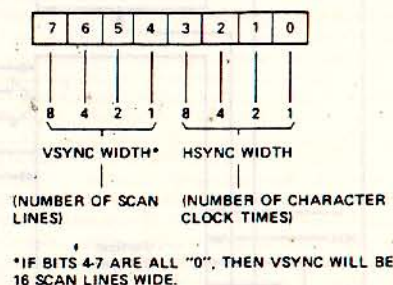 7 6 5 4 3 2 1 0
8 4 2 1 8 4 2 1
VSYNC WIDTH* HSYNC WIDTH
(NUMBER OF SCAN (NUMBER OF CHARACTER
LINES) CLOCK TIMES)
*IF BITS 4-7 ARE ALL "0", THEN VSYNC WILL BE
16 SCAN LINES WIDE.